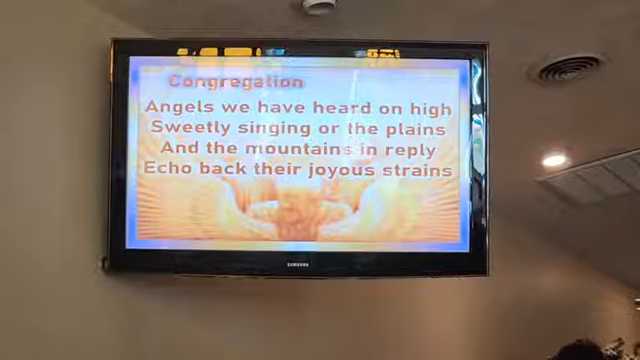 Congregation
Angels we have heard on high
Sweetly singing or the plains
And the mountains in reply
Echo back their joyous strains
SAMSUNG